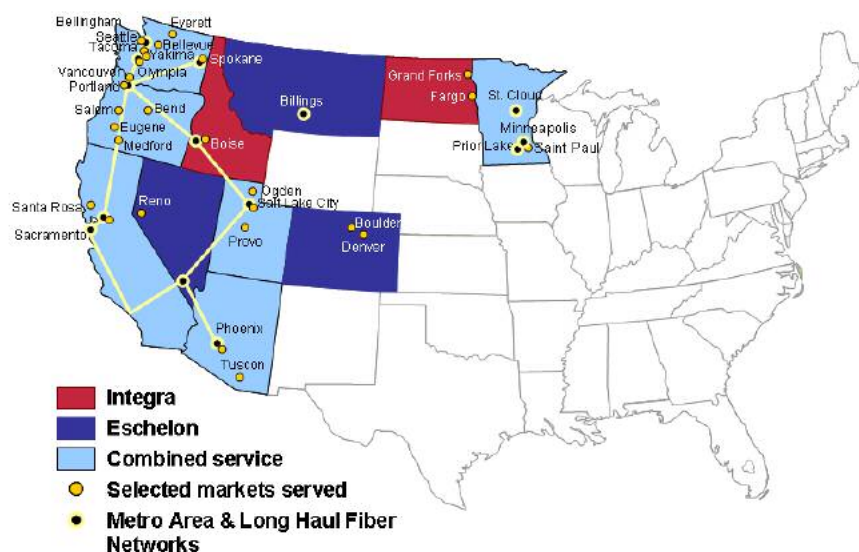 Bellingham
Everett
Seattle
Tacoma
Bellevue
Yakima
Spokane
Vancouver
Olympia
Portland
Salem
Bend
Eugene
Medford
Boise
Billings
Grand Forks
Fargo
St. Cloud
Minneapolis
Prior Lake
Saint Paul
Ogden
Salt Lake City
Reno
Santa Rosa
Sacramento
Provo
Boulder
Denver
Phoenix
Tuscon
Integra
Eschelon
Combined service
Selected markets served
Metro Area & Long Haul Fiber
Networks